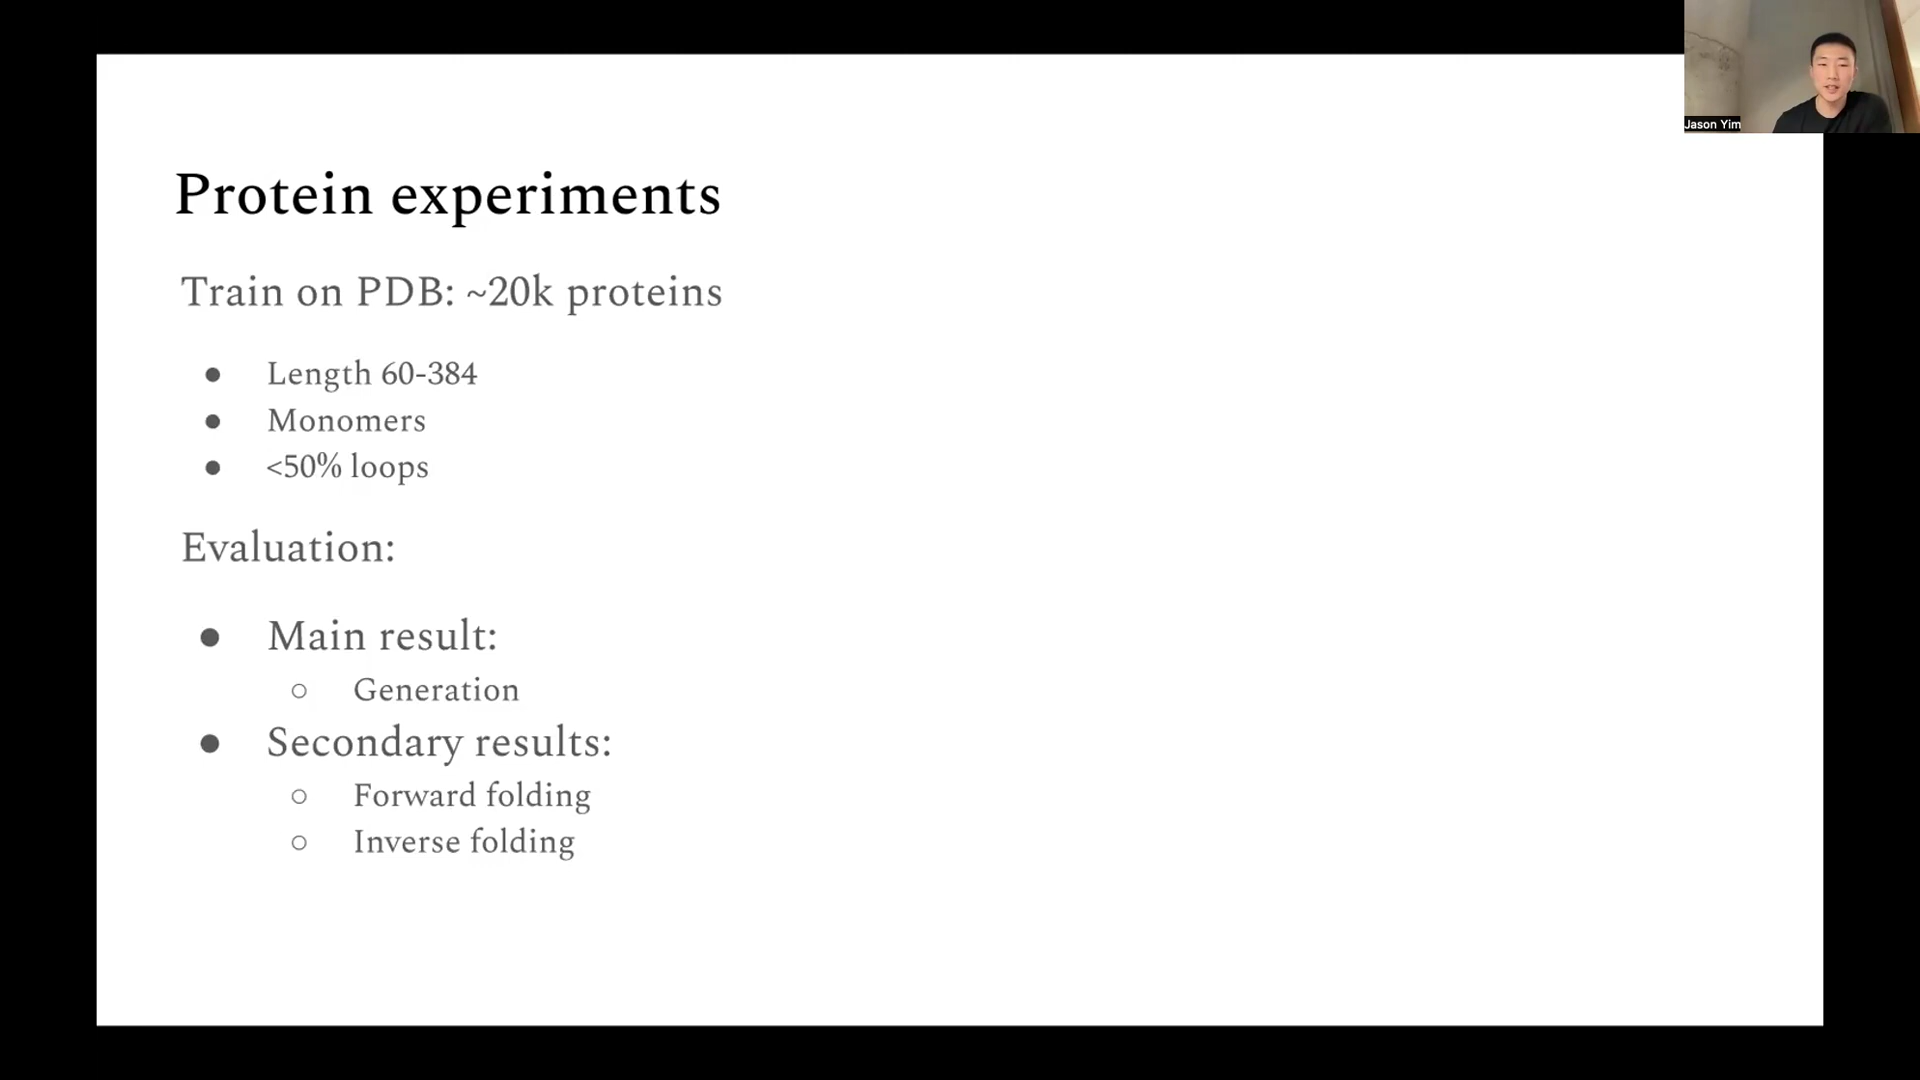 Jason Yim
Protein experiments
Train on PDB: ~20k proteins
● Length 60-384
● Monomers
● <50% loops
Evaluation:
● Main result:
○ Generation
● Secondary results:
○ Forward folding
○ Inverse folding